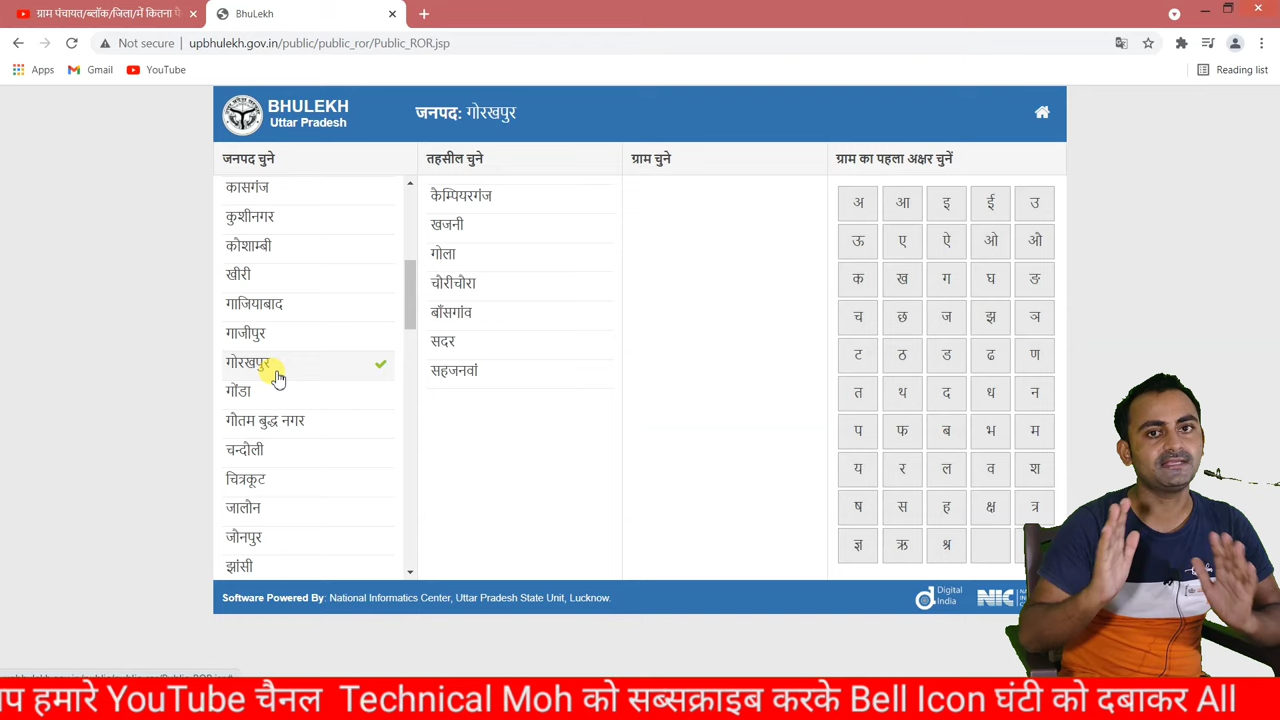 ग्राम पंचायत/ब्लॉक/जिला/में कितना पै
BhuLekh
Not secure
upbhulekh.gov.in/public/public_ror/Public_ROR.jsp
Apps
Gmail
YouTube
Reading list
BHULEKH
Uttar Pradesh
जनपद: गोरखपुर
जनपद चुने
तहसील चुने
ग्राम चुने
ग्राम का पहला अक्षर चुनें
कासगंज
कुशीनगर
कौशाम्बी
खीरी
गाजियाबाद
गाजीपुर
गोरखपुर
गोंडा
गौतम बुद्ध नगर
चन्दौली
चित्रकूट
जालौन
जौनपुर
झांसी
कैम्पियरगंज
खजनी
गोला
चौरीचौरा
बाँसगांव
सदर
सहजनवां
अ आ इ ई उ
ऊ ए ऐ ओ औ
क ख ग घ ङ
च छ ज झ ञ
ट ठ ड ढ ण
त थ द ध न
प फ ब भ म
य र ल व श
ष स ह क्ष त्र
ज्ञ ऋ श्र
Software Powered By: National Informatics Center, Uttar Pradesh State Unit, Lucknow.
Digital
India
NIC
प हमारे YouTube चैनल Technical Moh को सब्सक्राइब करके Bell Icon घंटी को दबाकर All